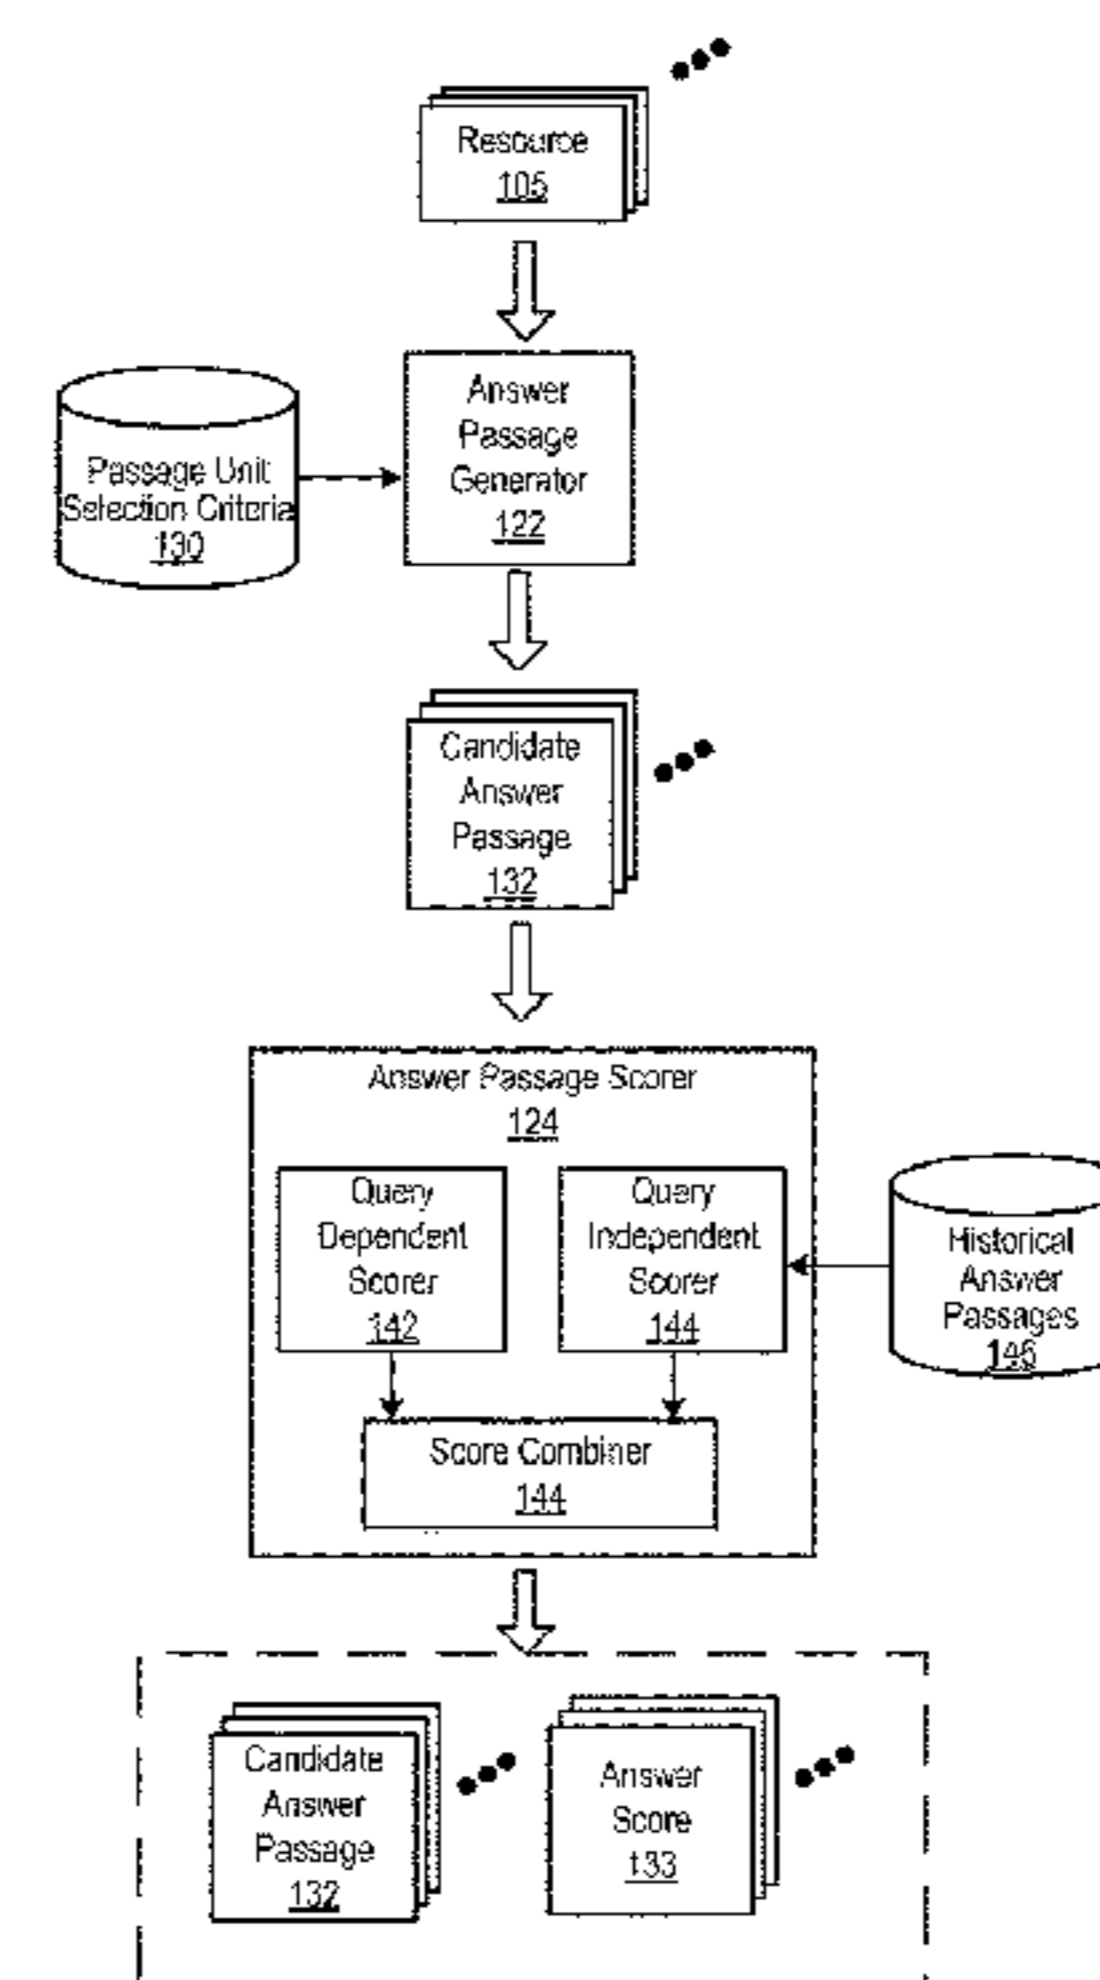 Resource
105
Answer
Passage
Generator
122
Passage Unit
Selection Criteria
130
Candidate
Answer
Passage
132
Answer Passage Scorer
124
Query
Dependent
Scorer
142
Query
Independent
Scorer
144
Historical
Answer
Passages
146
Score Combiner
144
Candidate
Answer
Passage
132
Answer
Score
133